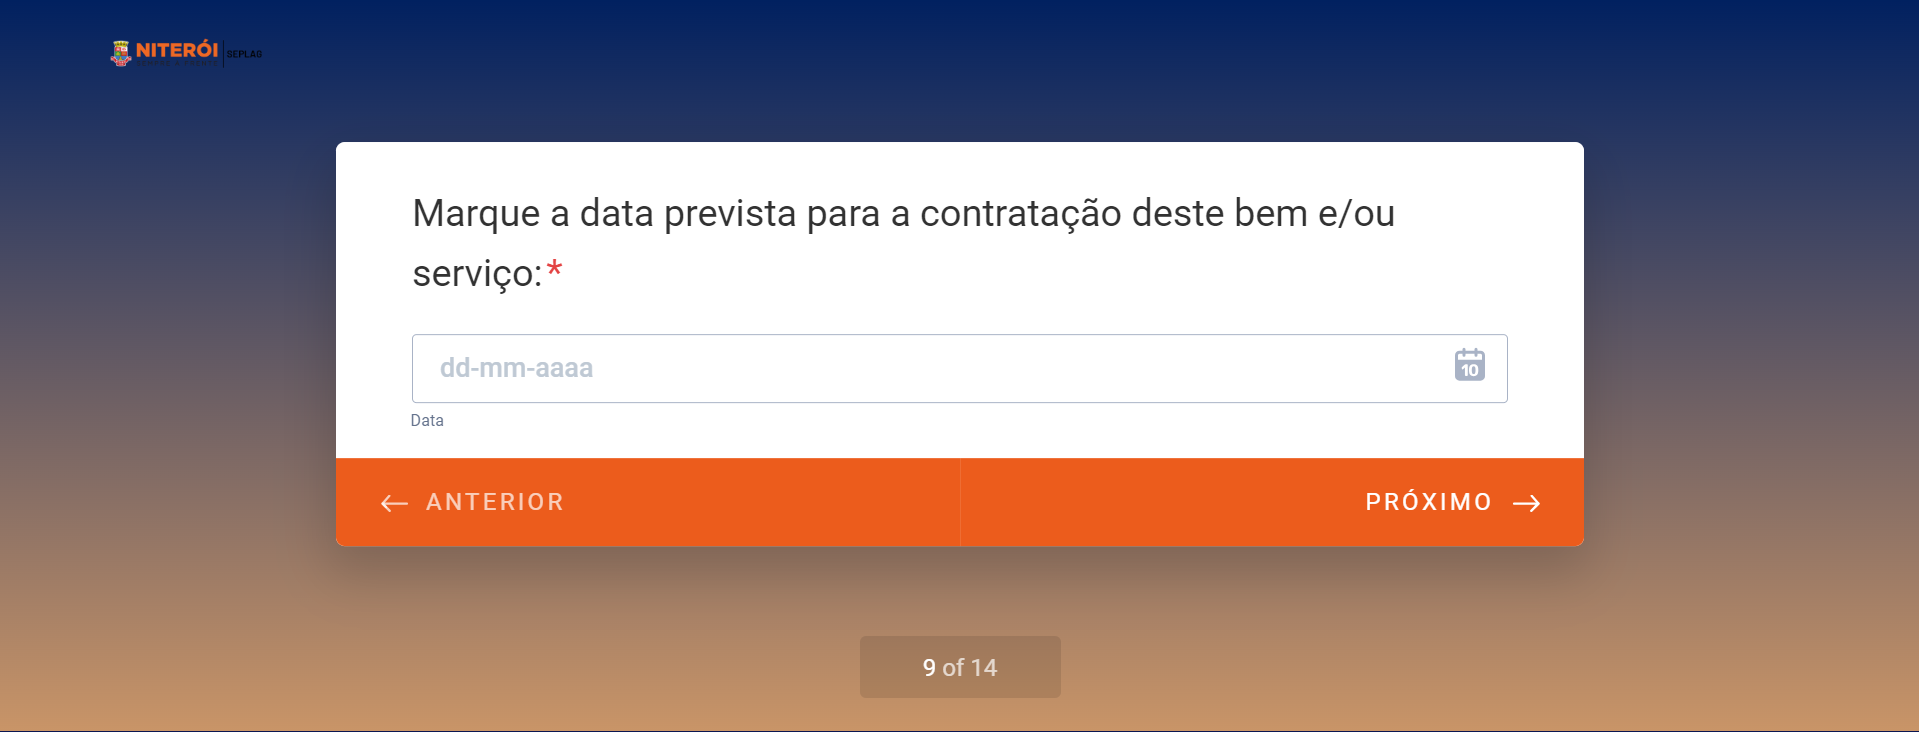 NITERÓI
SEPLAG
Marque a data prevista para a contratação deste bem e/ou
serviço:*
dd-mm-aaaa
10
Data
ANTERIOR
PRÓXIMO
9 of 14